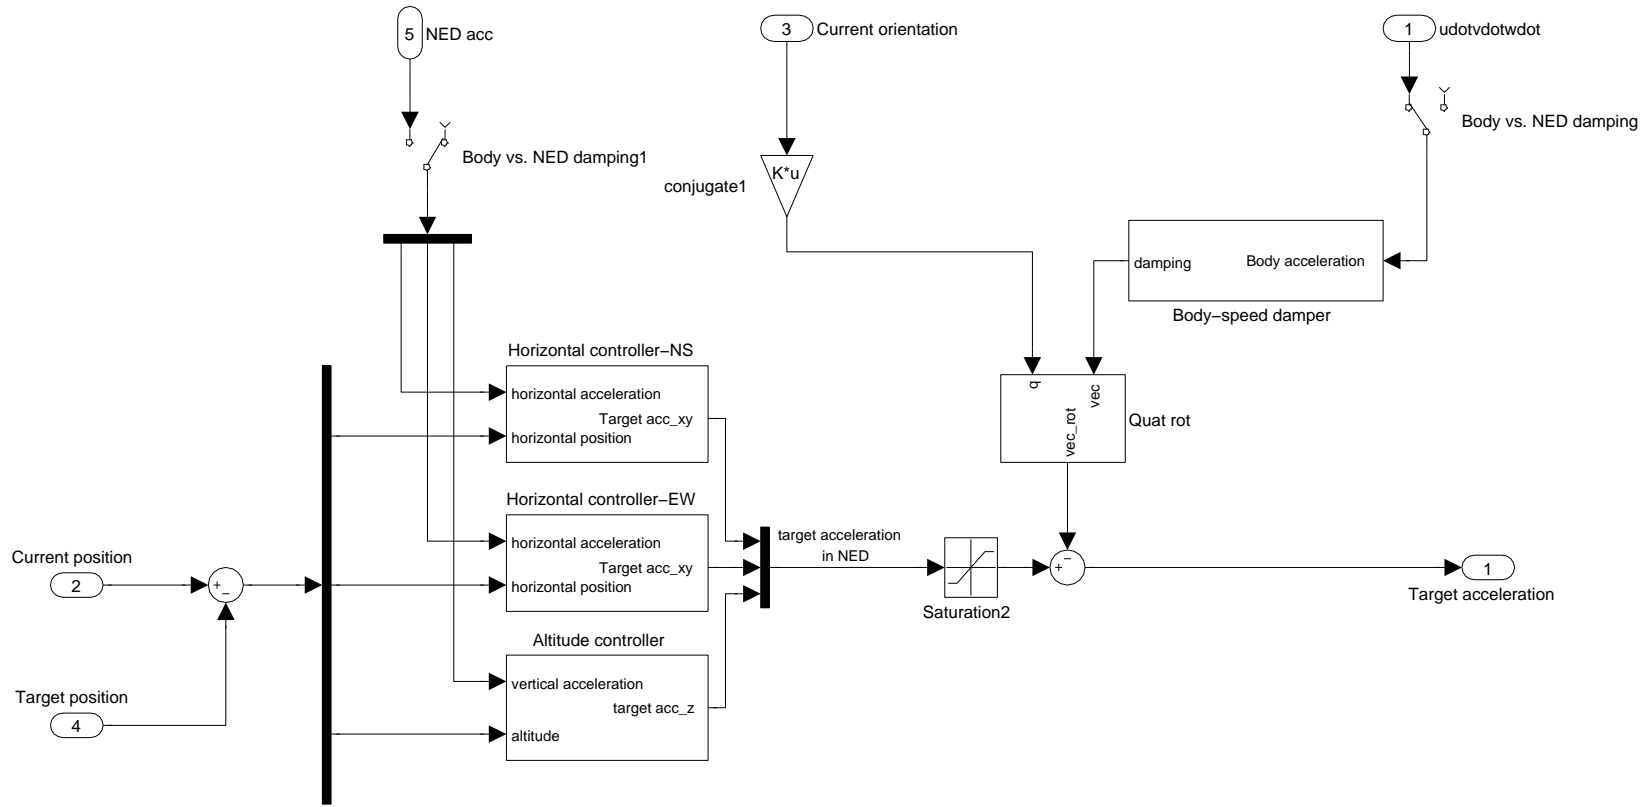 5
NED acc
3
Current orientation
1
udotvdotwdot
Body vs. NED damping
Body vs. NED damping1
K*u
conjugate1
damping
Body acceleration
Body−speed damper
Horizontal controller−NS
horizontal acceleration
Target acc_xy
horizontal position
q
vec
vec_rot
Quat rot
Horizontal controller−EW
horizontal acceleration
Target acc_xy
horizontal position
target acceleration
in NED
+
−
Saturation2
Current position
2
+
−
1
Target acceleration
Altitude controller
vertical acceleration
target acc_z
altitude
Target position
4